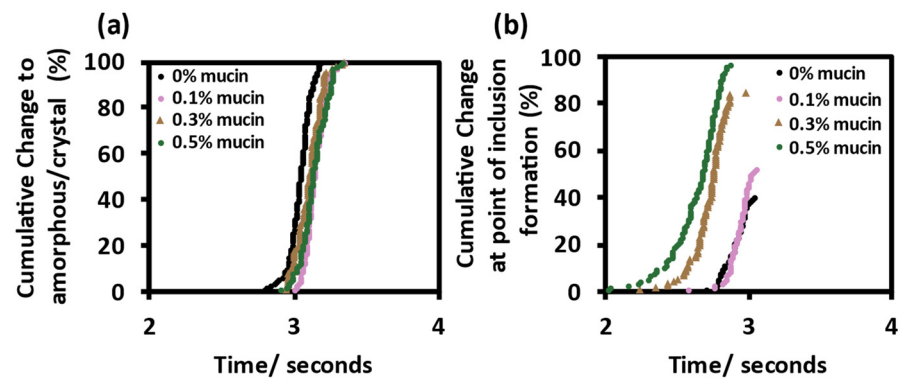 (a)
Cumulative Change to
amorphous/crystal (%)
100
80
60
40
20
0
0% mucin
0.1% mucin
0.3% mucin
0.5% mucin
2
3
4
Time/ seconds
(b)
Cumulative Change
at point of inclusion
formation (%)
100
80
60
40
20
0
0% mucin
0.1% mucin
0.3% mucin
0.5% mucin
2
3
4
Time/ seconds